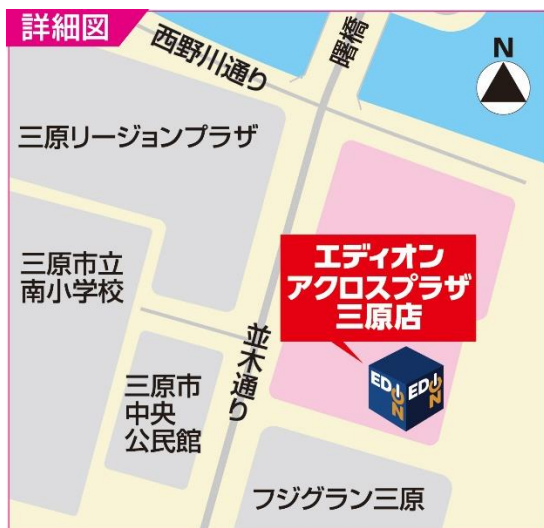 詳細図
西野川通り
曙橋
N
三原リージョンプラザ
三原市立
南小学校
エディオン
アクロスプラザ
三原店
並木通り
EDION
EDION
三原市
中央
公民館
フジグラン三原